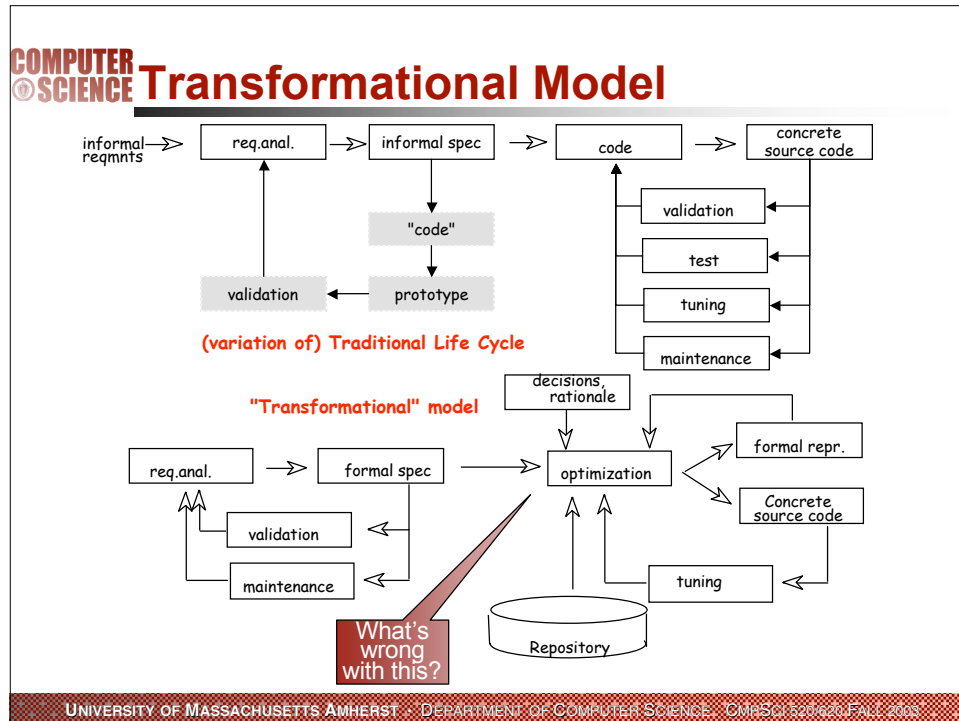 COMPUTER
SCIENCE
Transformational Model
informal
reqmnts
req.anal.
informal spec
code
concrete
source code
"code"
prototype
validation
validation
test
tuning
maintenance
(variation of) Traditional Life Cycle
"Transformational" model
decisions,
rationale
req.anal.
formal spec
optimization
formal repr.
Concrete
source code
validation
maintenance
tuning
Repository
What's
wrong
with this?
UNIVERSITY OF MASSACHUSETTS AMHERST · DEPARTMENT OF COMPUTER SCIENCE · CMPSCI 520/620 FALL 2003